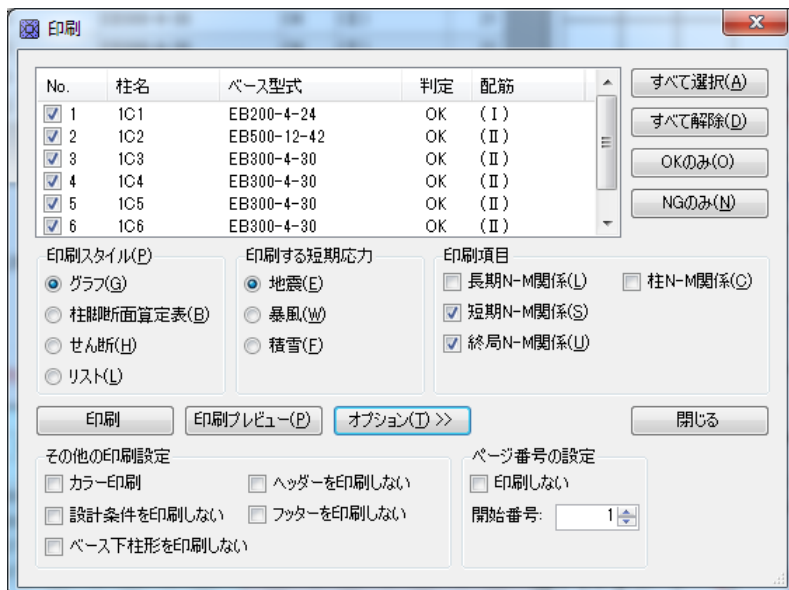 印刷
No. 柱名 ベース型式 判定 配筋
1 1C1 EB200-4-24 OK (Ⅰ)
2 1C2 EB500-12-42 OK (Ⅱ)
3 1C3 EB300-4-30 OK (Ⅱ)
4 1C4 EB300-4-30 OK (Ⅱ)
5 1C5 EB300-4-30 OK (Ⅱ)
6 1C6 EB300-4-30 OK (Ⅱ)
すべて選択(A)
すべて解除(D)
OKのみ(O)
NGのみ(N)
印刷スタイル(P)
グラフ(G)
柱脚断面算定表(B)
せん断(H)
リスト(L)
印刷する短期応力
地震(E)
暴風(W)
積雪(F)
印刷項目
長期N-M関係(L) 柱N-M関係(C)
短期N-M関係(S)
終局N-M関係(U)
印刷 印刷プレビュー(P) オプション(T) >> 閉じる
その他の印刷設定
カラー印刷 ヘッダーを印刷しない
設計条件を印刷しない フッターを印刷しない
ベース下柱形を印刷しない
ページ番号の設定
印刷しない
開始番号: 1